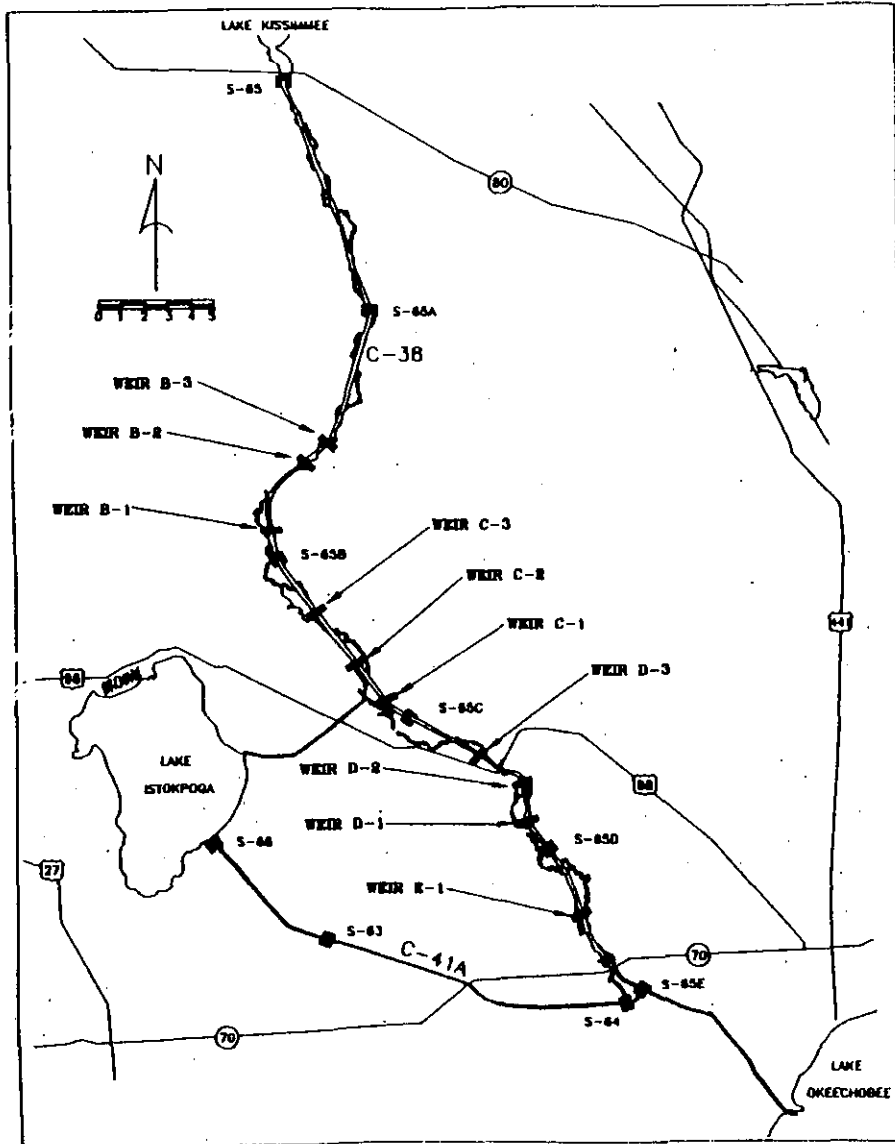 LAKE KISSIMMEE
S-65
N
60
0 1 2 3 4 5
S-65A
C-38
WEIR B-3
WEIR B-2
WEIR B-1
WEIR C-3
S-65B
WEIR C-2
WEIR C-1
441
WEIR D-3
98
S-65C
LAKE
ISTOKPOGA
WEIR D-2
98
WEIR D-1
S-68
S-65D
27
WEIR E-1
S-83
C-41A
70
S-65E
S-84
70
LAKE
OKEECHOBEE